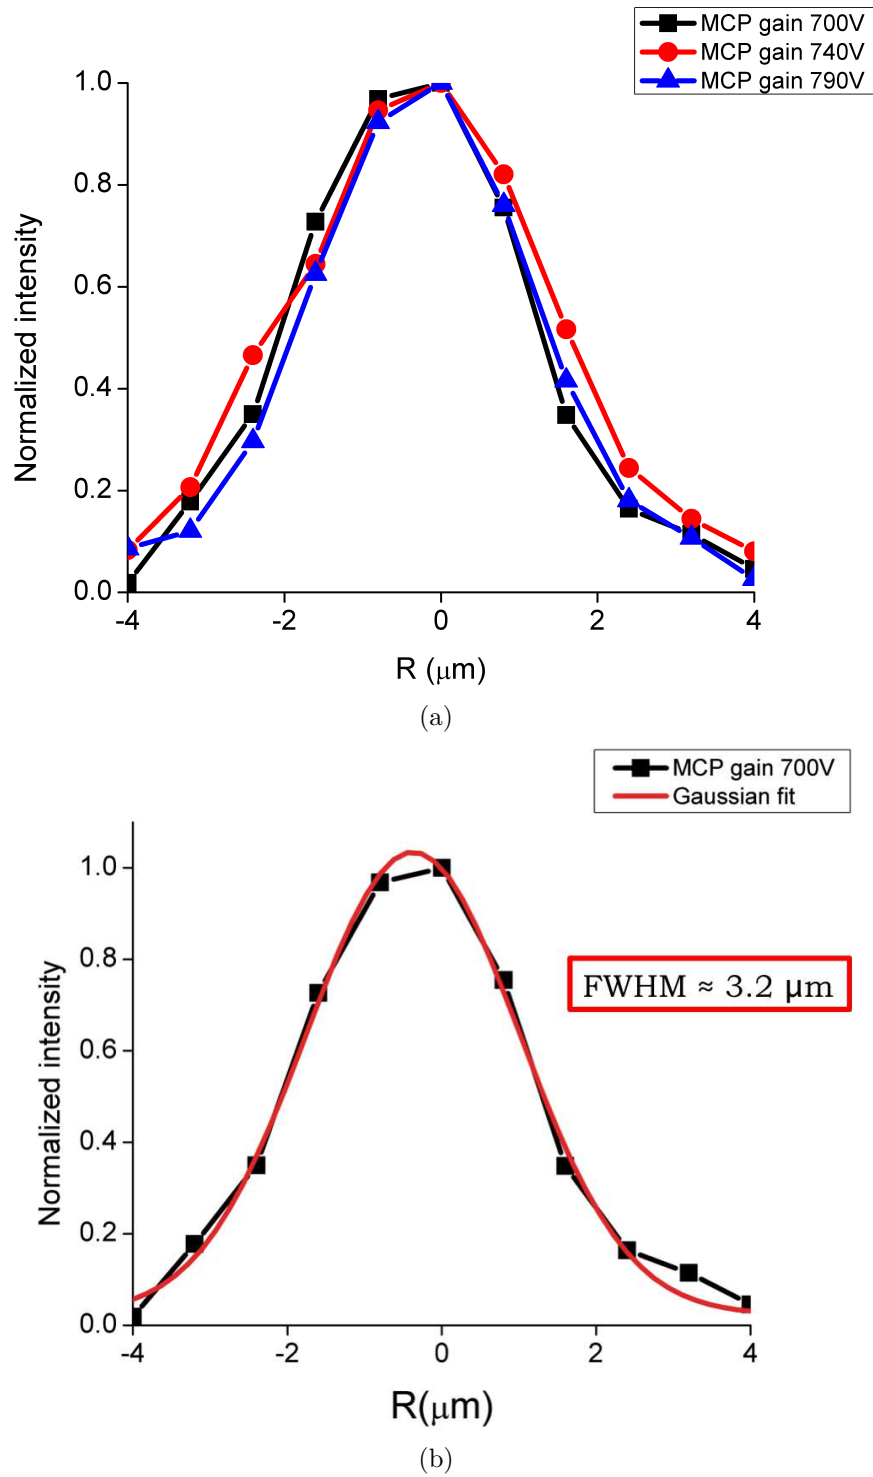 MCP gain 700V
MCP gain 740V
MCP gain 790V
1.0
0.8
0.6
0.4
0.2
0.0
Normalized intensity
-4
-2
0
2
4
R (μm)
(a)
MCP gain 700V
Gaussian fit
1.0
0.8
0.6
0.4
0.2
0.0
Normalized intensity
FWHM ≈ 3.2 μm
-4
-2
0
2
4
R(μm)
(b)